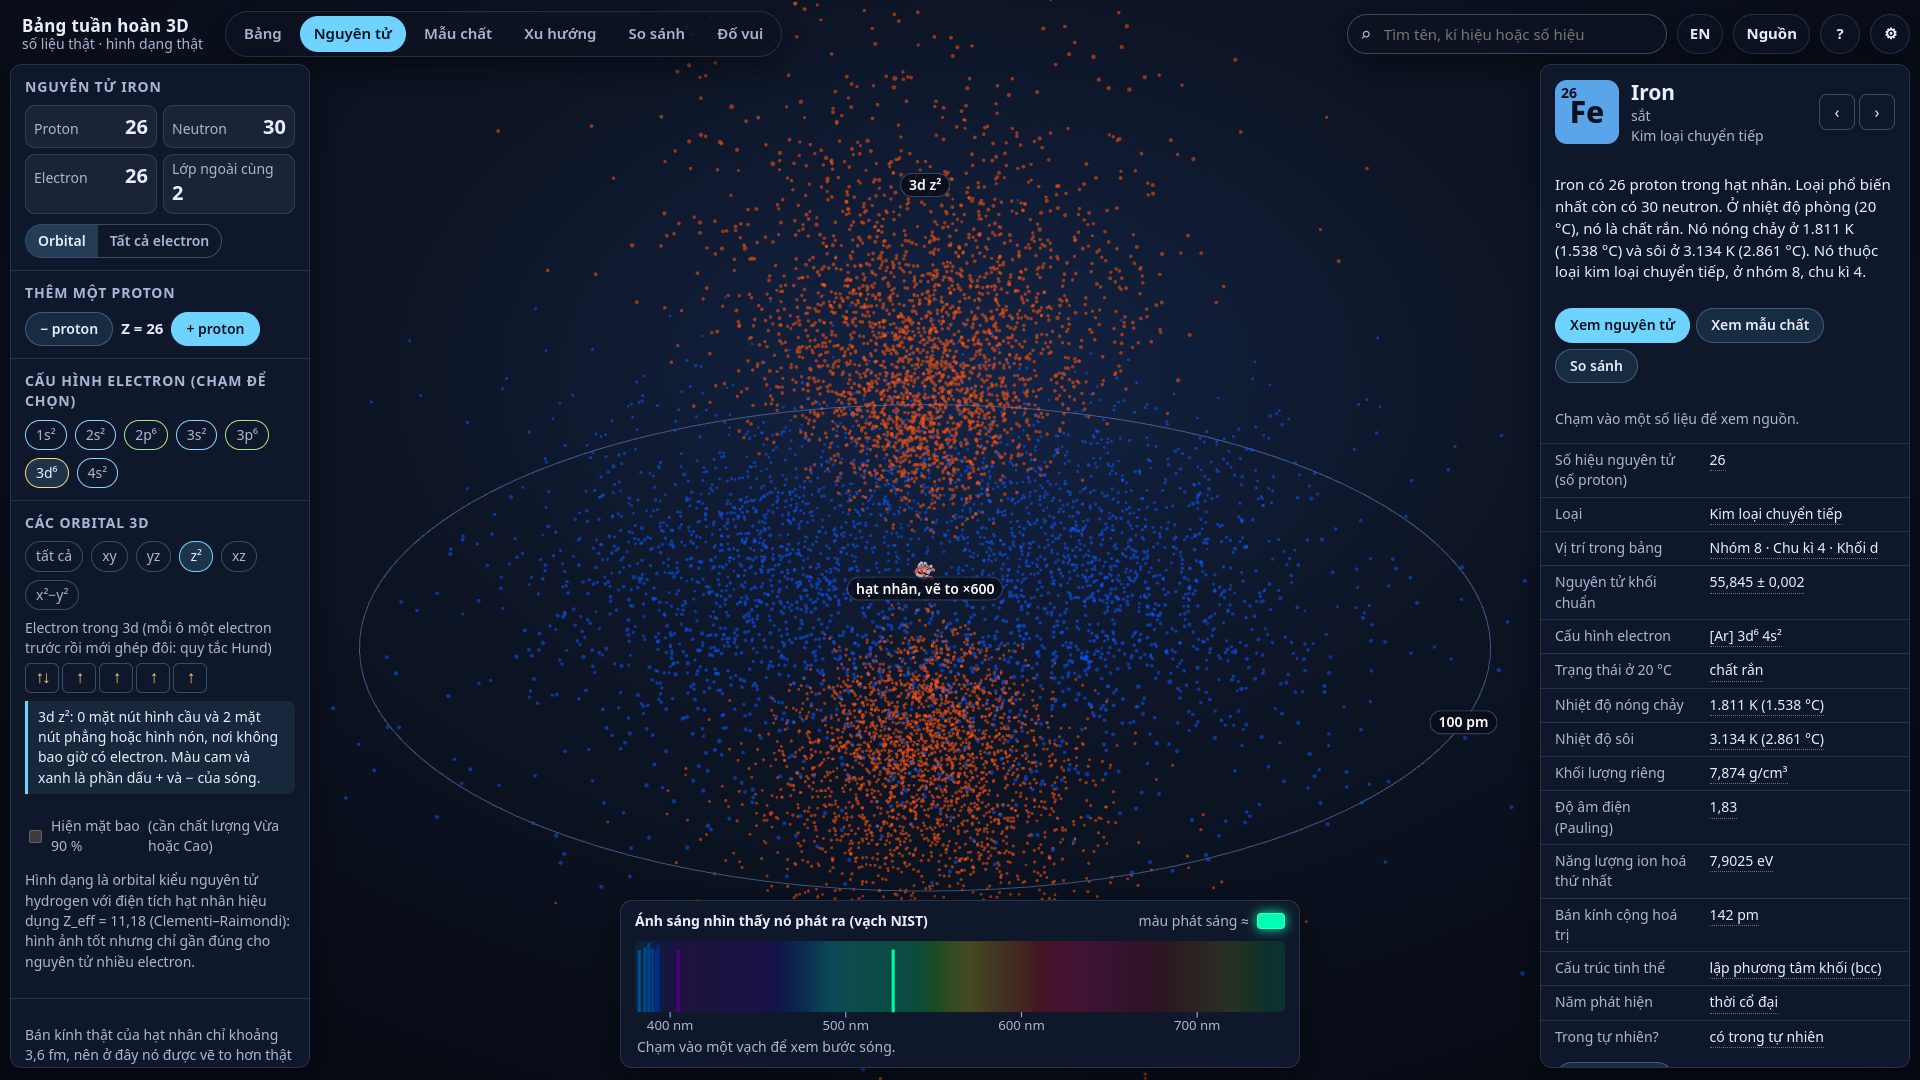 Bảng tuần hoàn 3D
số liệu thật · hình dạng thật
Bảng
Nguyên tử
Mẫu chất
Xu hướng
So sánh
Đố vui
Tìm tên, kí hiệu hoặc số hiệu
EN
Nguồn
?
NGUYÊN TỬ IRON
Proton 26
Neutron 30
Electron 26
Lớp ngoài cùng
2
Orbital
Tất cả electron
THÊM MỘT PROTON
− proton
Z = 26
+ proton
CẤU HÌNH ELECTRON (CHẠM ĐỂ
CHỌN)
1s² 2s² 2p⁶ 3s² 3p⁶
3d⁶ 4s²
CÁC ORBITAL 3D
tất cả xy yz z² xz
x²−y²
Electron trong 3d (mỗi ô một electron
trước rồi mới ghép đôi: quy tắc Hund)
↑↓ ↑ ↑ ↑ ↑
3d z²: 0 mặt nút hình cầu và 2 mặt
nút phẳng hoặc hình nón, nơi không
bao giờ có electron. Màu cam và
xanh là phần dấu + và − của sóng.
Hiện mặt bao
90 %
(cần chất lượng Vừa
hoặc Cao)
Hình dạng là orbital kiểu nguyên tử
hydrogen với điện tích hạt nhân hiệu
dụng Z_eff = 11,18 (Clementi–Raimondi):
hình ảnh tốt nhưng chỉ gần đúng cho
nguyên tử nhiều electron.
Bán kính thật của hạt nhân chỉ khoảng
3,6 fm, nên ở đây nó được vẽ to hơn thật
3d z²
hạt nhân, vẽ to ×600
100 pm
Ánh sáng nhìn thấy nó phát ra (vạch NIST)
màu phát sáng ≈
400 nm
500 nm
600 nm
700 nm
Chạm vào một vạch để xem bước sóng.
26
Fe
Iron
sắt
Kim loại chuyển tiếp
‹
›
Iron có 26 proton trong hạt nhân. Loại phổ biến
nhất còn có 30 neutron. Ở nhiệt độ phòng (20
°C), nó là chất rắn. Nó nóng chảy ở 1.811 K
(1.538 °C) và sôi ở 3.134 K (2.861 °C). Nó thuộc
loại kim loại chuyển tiếp, ở nhóm 8, chu kì 4.
Xem nguyên tử
Xem mẫu chất
So sánh
Chạm vào một số liệu để xem nguồn.
Số hiệu nguyên tử
(số proton)
26
Loại
Kim loại chuyển tiếp
Vị trí trong bảng
Nhóm 8 · Chu kì 4 · Khối d
Nguyên tử khối
chuẩn
55,845 ± 0,002
Cấu hình electron
[Ar] 3d⁶ 4s²
Trạng thái ở 20 °C
chất rắn
Nhiệt độ nóng chảy
1.811 K (1.538 °C)
Nhiệt độ sôi
3.134 K (2.861 °C)
Khối lượng riêng
7,874 g/cm³
Độ âm điện
(Pauling)
1,83
Năng lượng ion hoá
thứ nhất
7,9025 eV
Bán kính cộng hoá
trị
142 pm
Cấu trúc tinh thể
lập phương tâm khối (bcc)
Năm phát hiện
thời cổ đại
Trong tự nhiên?
có trong tự nhiên